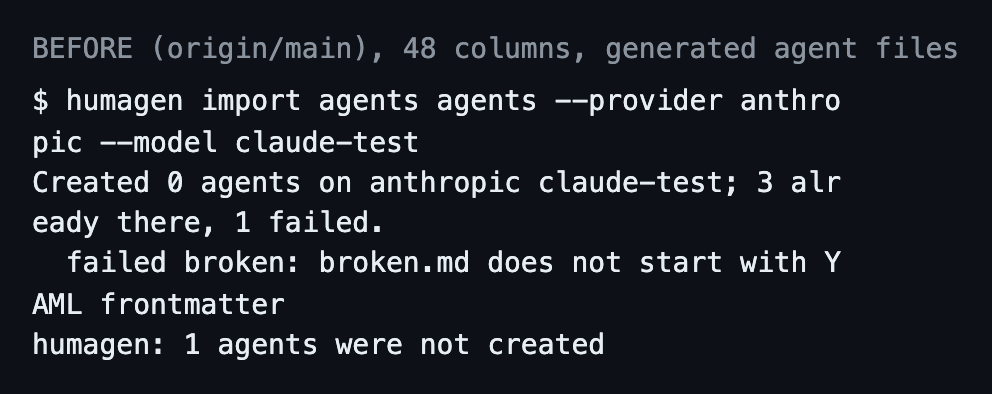 BEFORE (origin/main), 48 columns, generated agent files
$ humagen import agents agents --provider anthro
pic --model claude-test
Created 0 agents on anthropic claude-test; 3 alr
eady there, 1 failed.
  failed broken: broken.md does not start with Y
AML frontmatter
humagen: 1 agents were not created